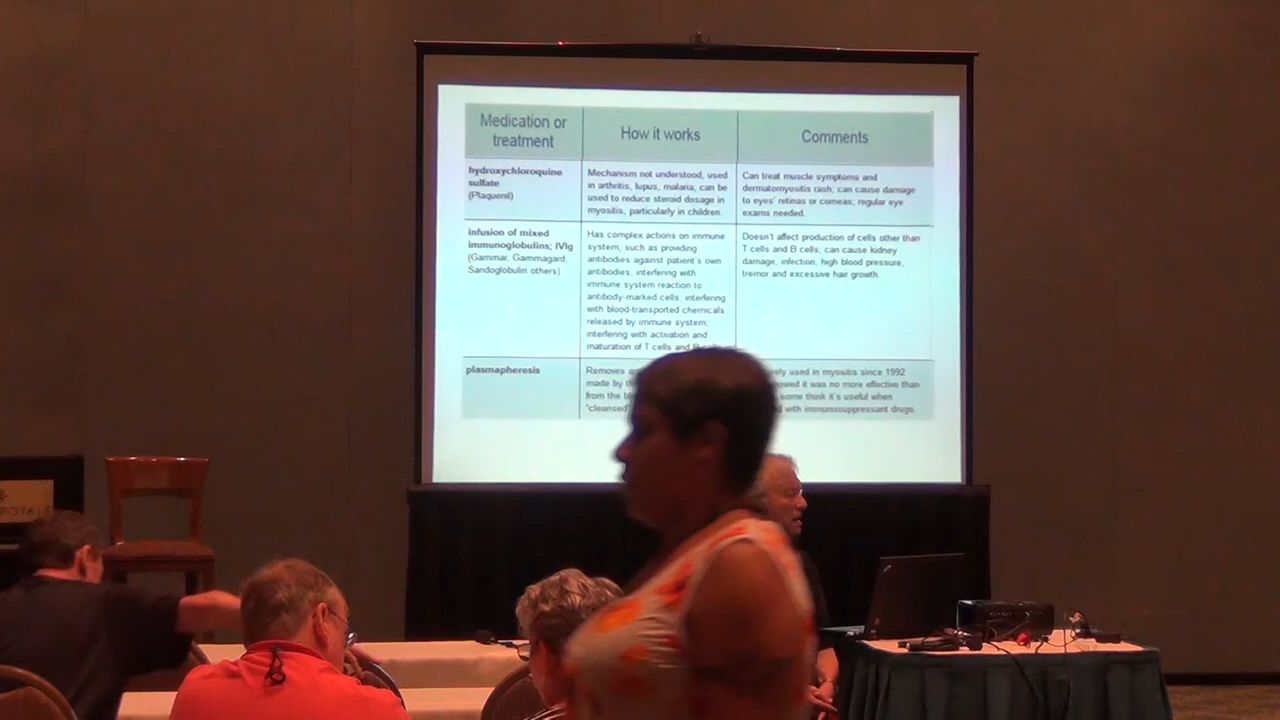 Medication or
treatment
How it works
Comments
hydroxychloroquine
sulfate
(Plaquenil)
Mechanism not understood; used
in arthritis, lupus, malaria; can be
used to reduce steroid dosage in
myositis, particularly in children.
Can treat muscle symptoms and
dermatomyositis rash; can cause damage
to eyes' retinas or corneas; regular eye
exams needed.
infusion of mixed
immunoglobulins; IVIg
(Gammar, Gammagard,
Sandoglobulin others)
Has complex actions on immune
system, such as providing
antibodies against patient's own
antibodies, interfering with
immune system reaction to
antibody-marked cells, interfering
with blood-transported chemicals
released by immune system;
interfering with activation and
maturation of T cells and
Doesn't affect production of cells other than
T cells and B cells; can cause kidney
damage, infection, high blood pressure,
tremor and excessive hair growth.
plasmapheresis
Removes
made by
from the
"cleansed"
used in myositis since 1992
it was no more effective than
some think it's useful when
with immunosuppressant drugs.